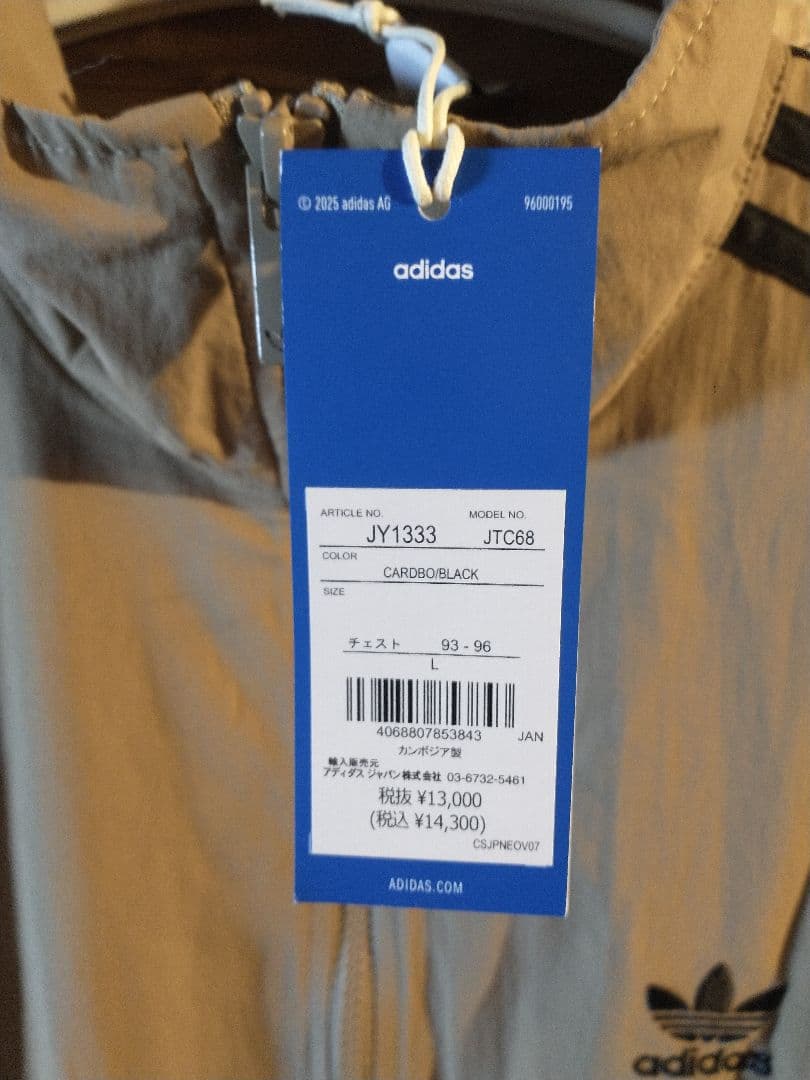 © 2025 adidas AG 96000195
adidas
ARTICLE NO. MODEL NO.
JY1333 JTC68
COLOR
CARDBO/BLACK
SIZE
チェスト 93 - 96
L
4068807853843 JAN
カンボジア製
輸入販売元
アディダス ジャパン株式会社 03-6732-5461
税抜 ¥13,000
(税込 ¥14,300)
CSJPNEOV07
ADIDAS.COM
adidas